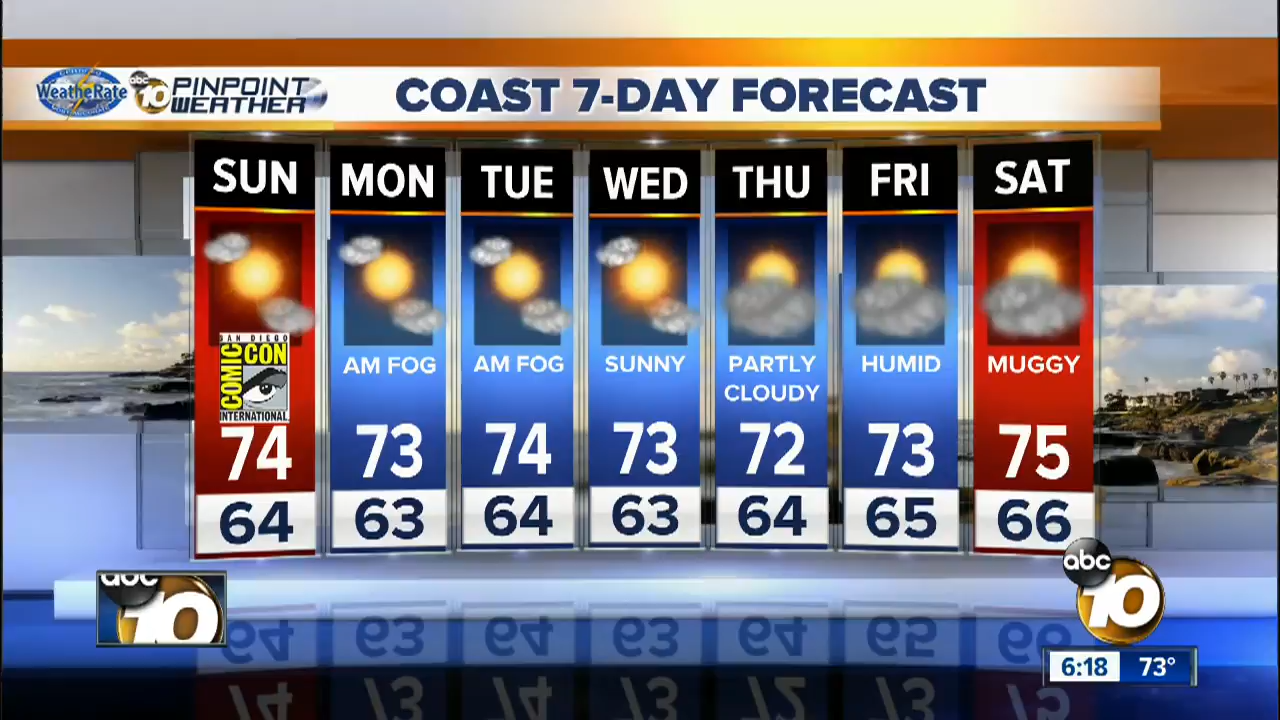 CERTIFIED
WeatheRate
abc
10
PINPOINT
WEATHER
COAST 7-DAY FORECAST
SUN MON TUE WED THU FRI SAT
SAN DIEGO
COMIC CON
INTERNATIONAL
AM FOG AM FOG SUNNY PARTLY CLOUDY HUMID MUGGY
74 73 74 73 72 73 75
64 63 64 63 64 65 66
abc
10
abc
10
6:18 73°